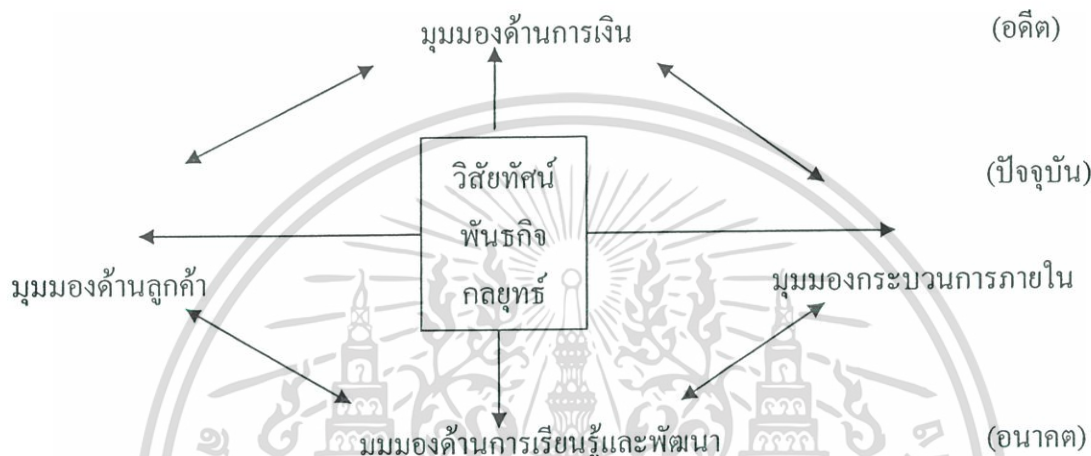 มุมมองด้านการเงิน (อดีต)
วิสัยทัศน์ (ปัจจุบัน)
พันธกิจ
มุมมองด้านลูกค้า กลยุทธ์ มุมมองกระบวนการภายใน
มุมมองด้านการเรียนรู้และพัฒนา (อนาคต)